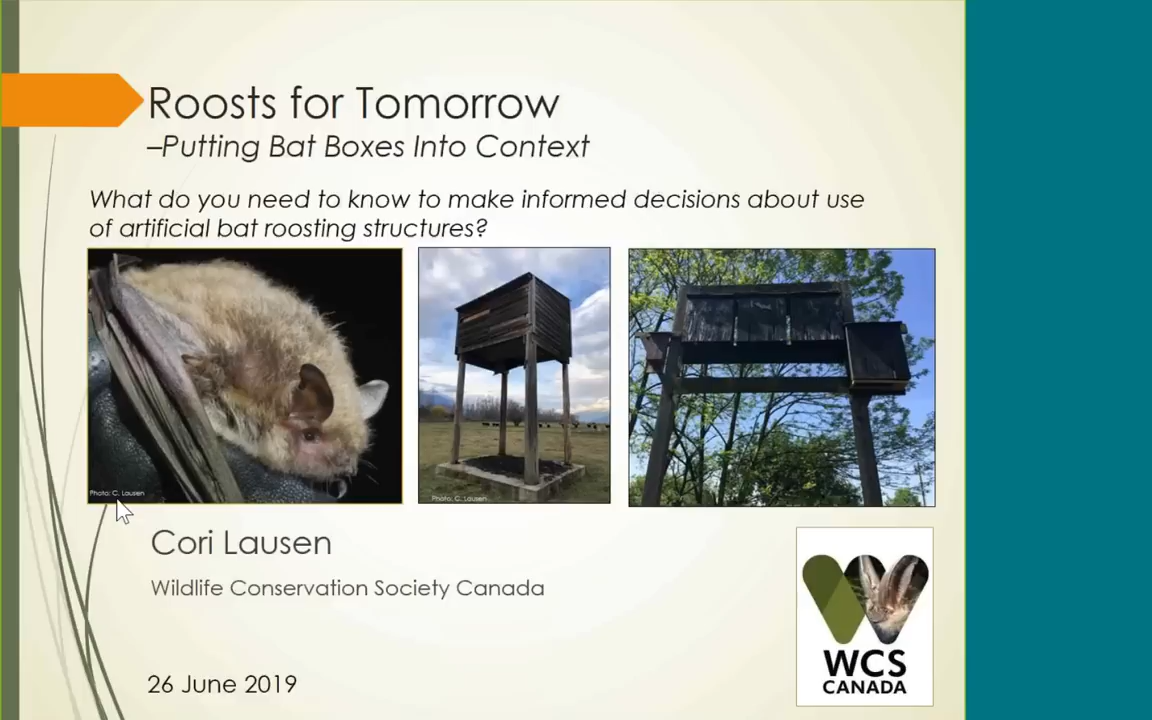 Roosts for Tomorrow
–Putting Bat Boxes Into Context
What do you need to know to make informed decisions about use
of artificial bat roosting structures?
Photo: C. Lausen
Photo: C. Lausen
Cori Lausen
Wildlife Conservation Society Canada
WCS
CANADA
26 June 2019